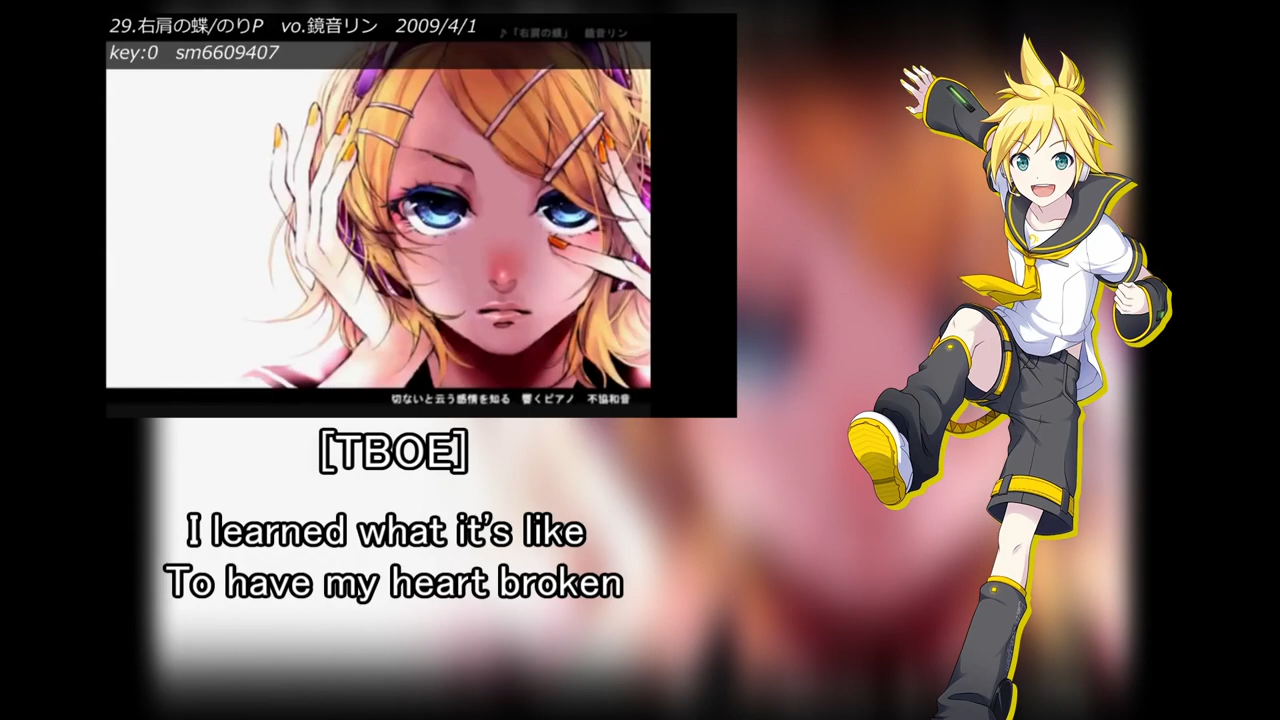 29.右肩の蝶/のりP vo.鏡音リン 2009/4/1
♪「右肩の蝶」 鏡音リン
key:0 sm6609407
切ないと云う感情を知る 響くピアノ 不協和音
[TBOE]
I learned what it's like
To have my heart broken